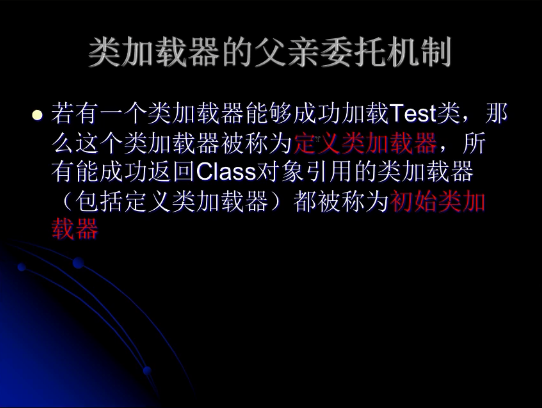 类加载器的父亲委托机制
若有一个类加载器能够成功加载Test类，那
么这个类加载器被称为定义类加载器，所
有能成功返回Class对象引用的类加载器
（包括定义类加载器）都被称为初始类加
载器